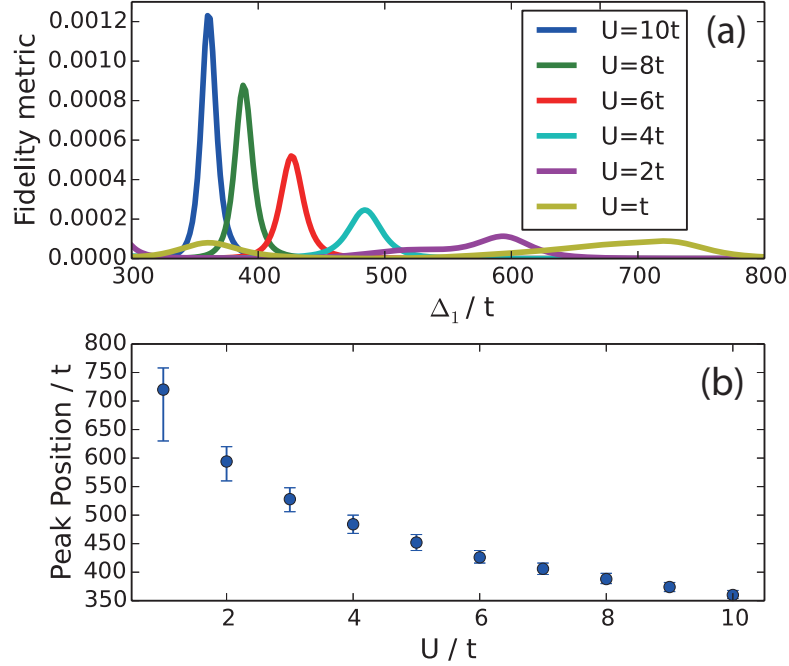 (a)
Fidelity metric
0.0012
0.0010
0.0008
0.0006
0.0004
0.0002
0.0000
U=10t
U=8t
U=6t
U=4t
U=2t
U=t
300 400 500 600 700 800
Δ₁ / t
(b)
Peak Position / t
800
750
700
650
600
550
500
450
400
350
2 4 6 8 10
U / t